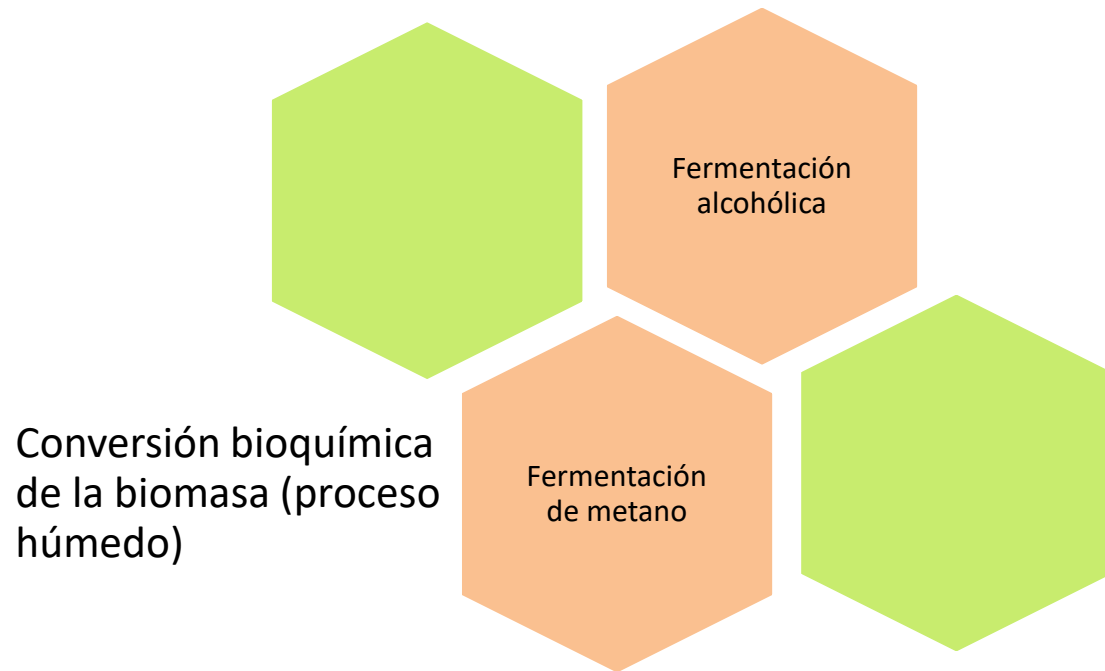 Fermentación
alcohólica
Conversión bioquímica
de la biomasa (proceso
húmedo)
Fermentación
de metano